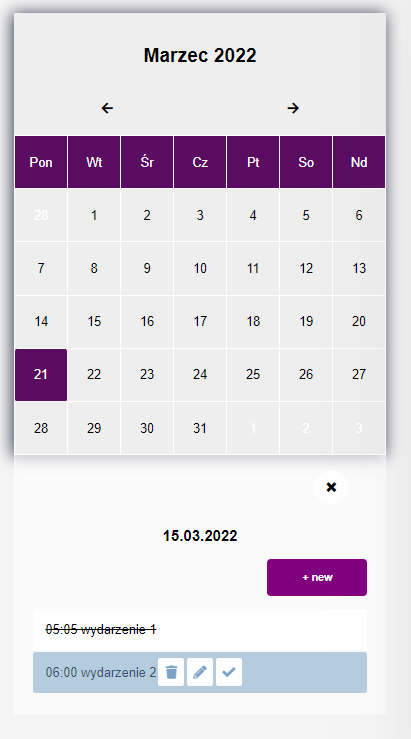 Marzec 2022
Pon Wt Śr Cz Pt So Nd
28 1 2 3 4 5 6
7 8 9 10 11 12 13
14 15 16 17 18 19 20
21 22 23 24 25 26 27
28 29 30 31 1 2 3
15.03.2022
+ new
05:05 wydarzenie 1
06:00 wydarzenie 2